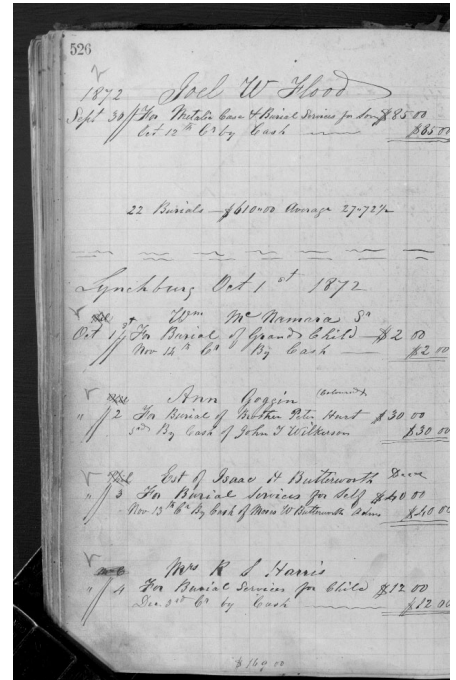 526
1872 Joel W Flood
Sept 30 For Metalic Case & Burial Services for Son $85 00
Oct 12th Cr by Cash $85 00
22 Burials — $610.00 Average 27.72½
Lynchburg Oct 1st 1872
Wm McNamara Sr
Oct 1st For Burial of Grand Child — $2 00
Nov 14th Cr By Cash — $2 00
Ann Goggin (Colored)
" 2 For Burial of Brother Peter Hurt $30 00
By Cash of John T Wilkerson $30 00
Est of Isaac H Butterworth Decd
" 3 For Burial Services for Self $40 00
Nov 13th Cr By Cash of Moses W Butterworth Admr $40 00
Mrs R S Harris
" 4 For Burial Services for Child $12 00
Dec 3rd Cr by Cash $12 00
$169 00